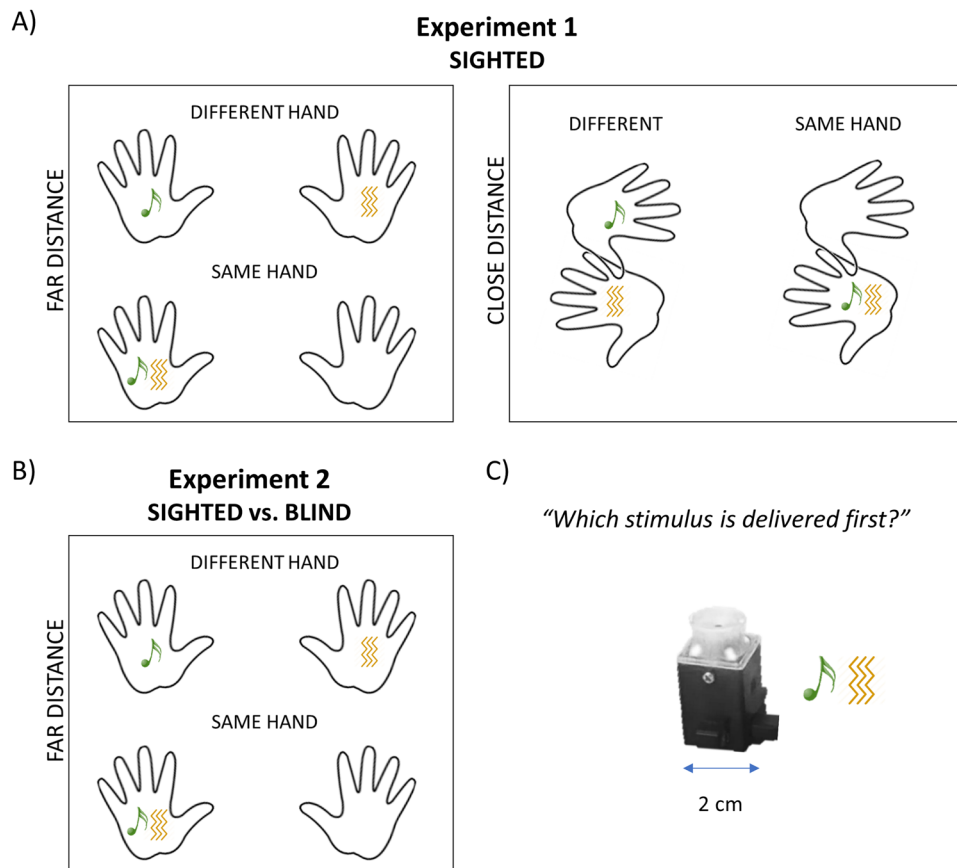 A)
Experiment 1
SIGHTED
FAR DISTANCE
DIFFERENT HAND
SAME HAND
CLOSE DISTANCE
DIFFERENT
SAME HAND
B)
Experiment 2
SIGHTED vs. BLIND
FAR DISTANCE
DIFFERENT HAND
SAME HAND
C)
“Which stimulus is delivered first?”
2 cm